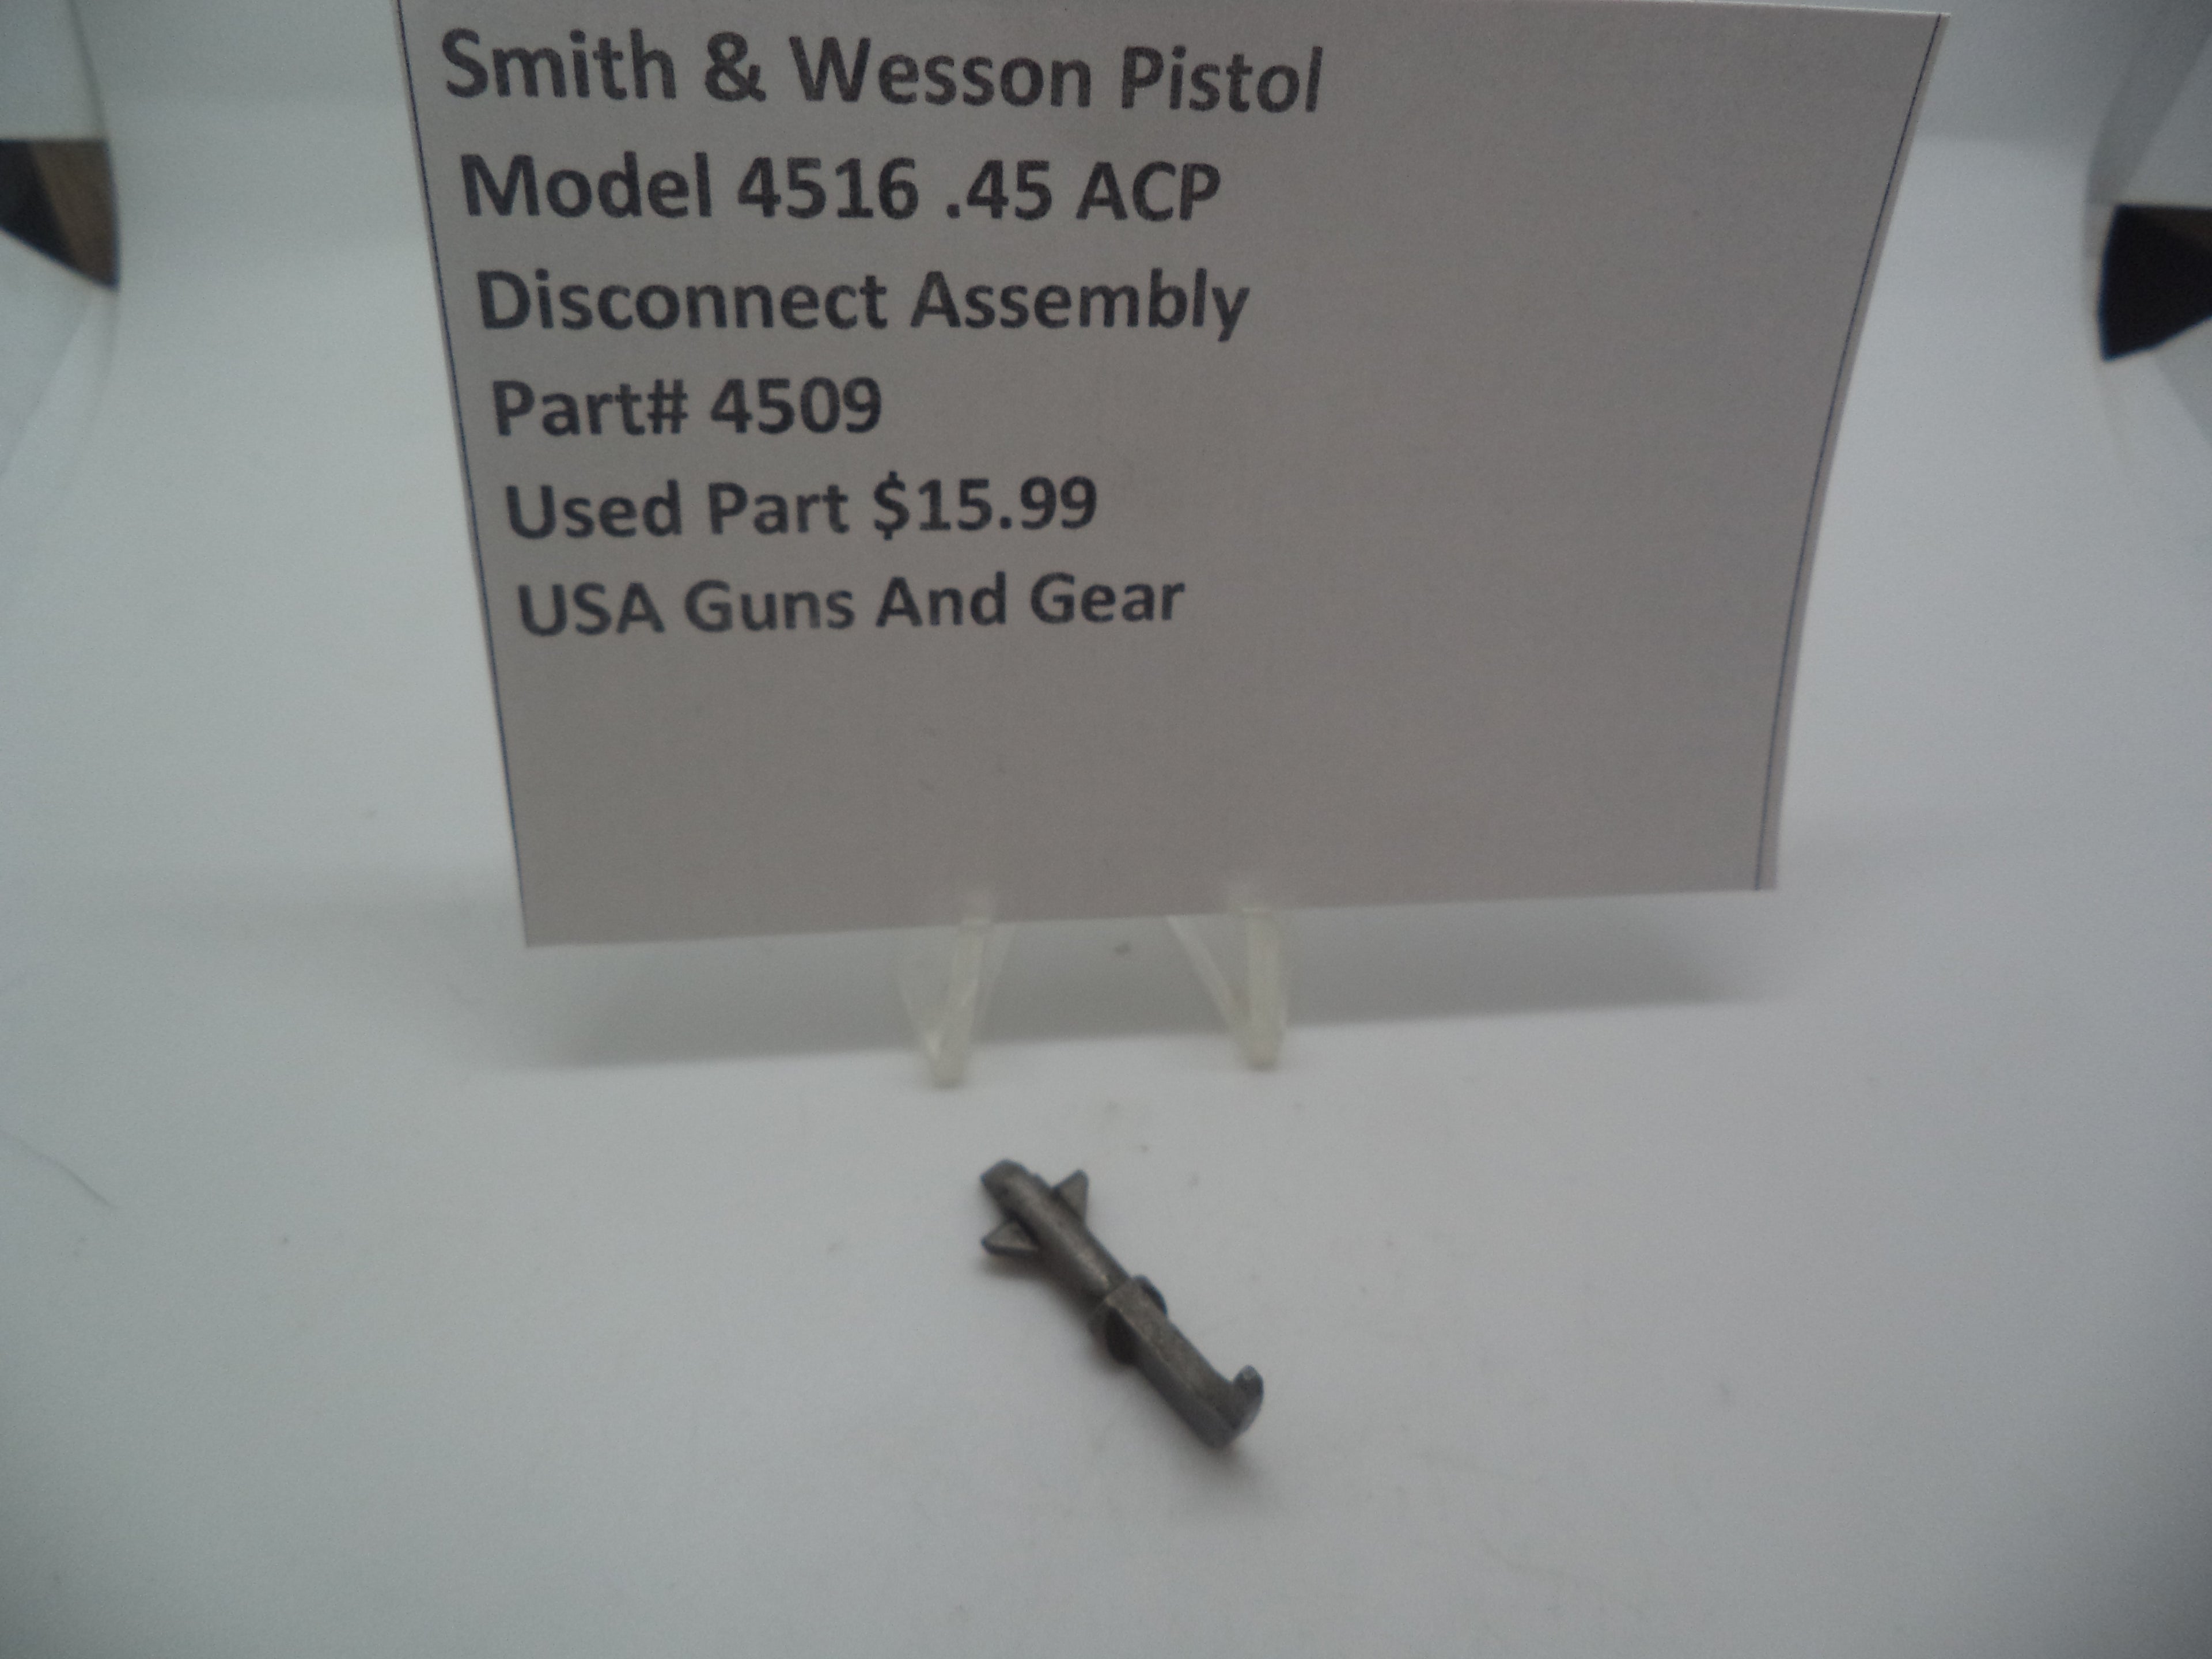 Smith & Wesson Pistol
Model 4516 .45 ACP
Disconnect Assembly
Part# 4509
Used Part $15.99
USA Guns And Gear